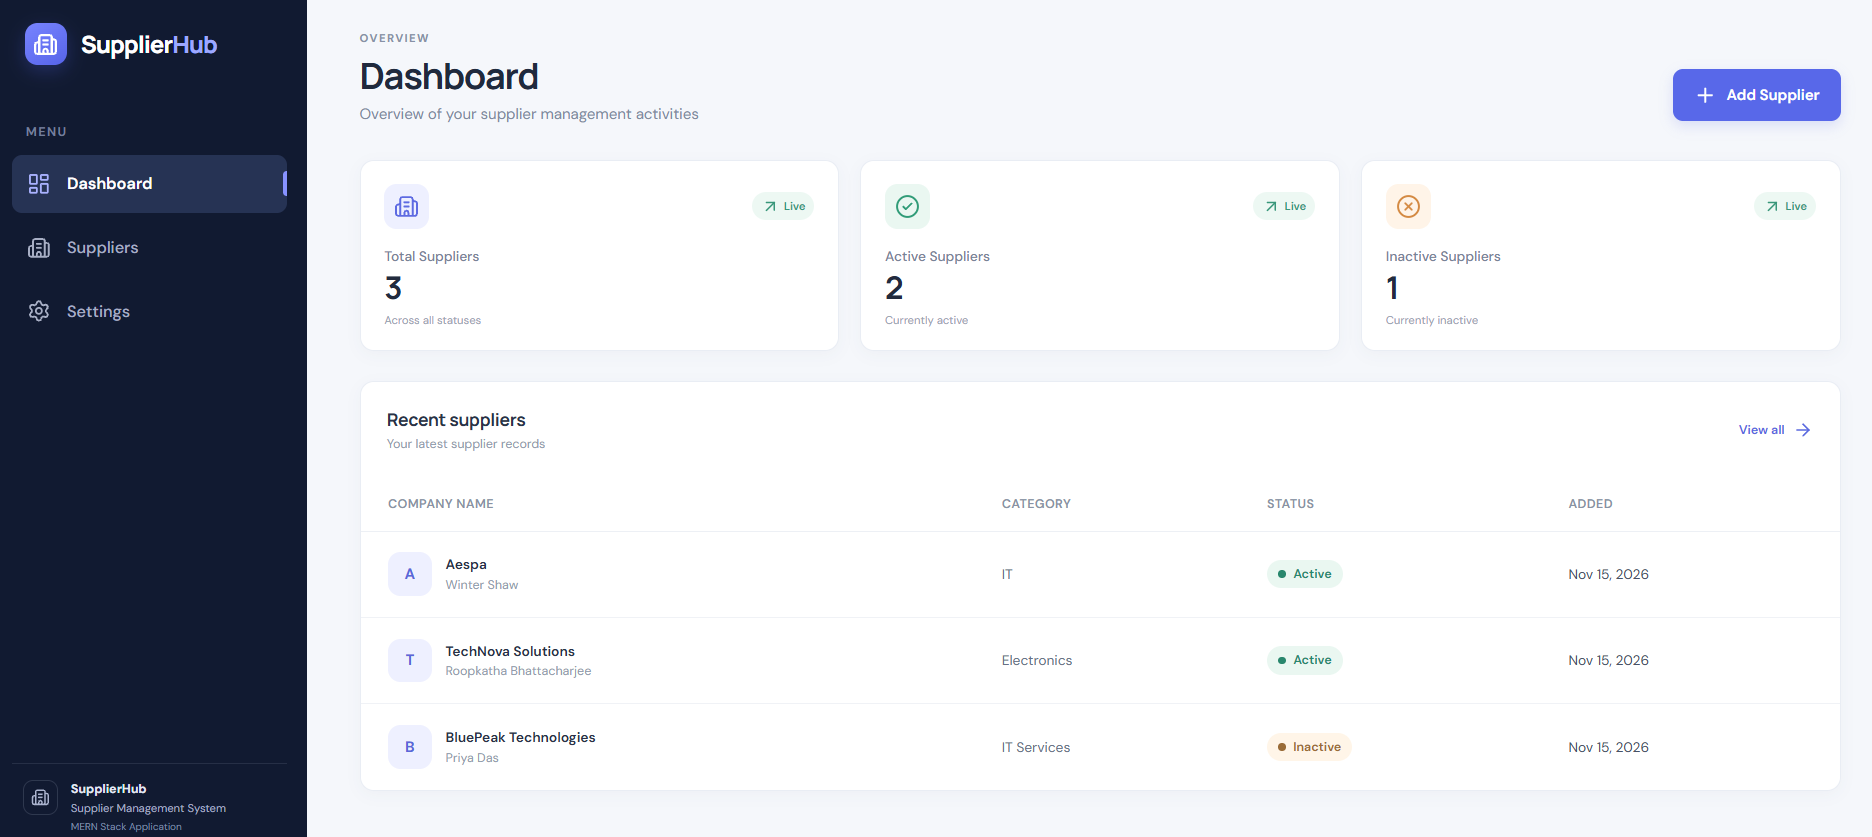 SupplierHub
MENU
Dashboard
Suppliers
Settings
SupplierHub
Supplier Management System
MERN Stack Application
OVERVIEW
Dashboard
Overview of your supplier management activities
Add Supplier
Live
Total Suppliers
3
Across all statuses
Live
Active Suppliers
2
Currently active
Live
Inactive Suppliers
1
Currently inactive
Recent suppliers
Your latest supplier records
View all
COMPANY NAME CATEGORY STATUS ADDED
A Aespa IT Active Nov 15, 2026
Winter Shaw
T TechNova Solutions Electronics Active Nov 15, 2026
Roopkatha Bhattacharjee
B BluePeak Technologies IT Services Inactive Nov 15, 2026
Priya Das